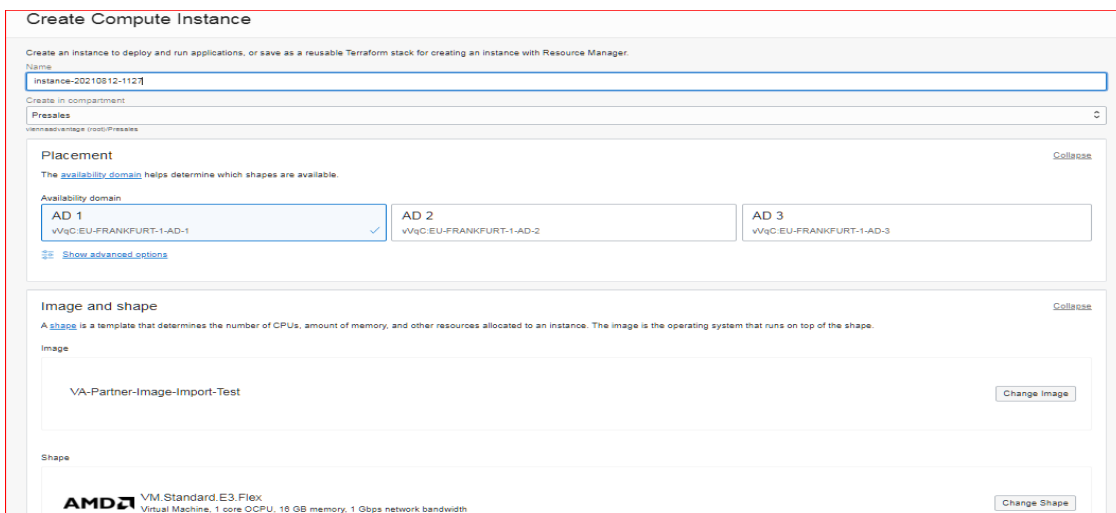 Create Compute Instance
Create an instance to deploy and run applications, or save as a reusable Terraform stack for creating an instance with Resource Manager.
Name
instance-20210812-1127
Create in compartment
Presales
viennaadvantage (root)/Presales
Placement
Collapse
The availability domain helps determine which shapes are available.
Availability domain
AD 1
AD 2
AD 3
vVqC:EU-FRANKFURT-1-AD-1
vVqC:EU-FRANKFURT-1-AD-2
vVqC:EU-FRANKFURT-1-AD-3
Show advanced options
Image and shape
Collapse
A shape is a template that determines the number of CPUs, amount of memory, and other resources allocated to an instance. The image is the operating system that runs on top of the shape.
Image
VA-Partner-Image-Import-Test
Change Image
Shape
AMD
VM.Standard.E3.Flex
Virtual Machine, 1 core OCPU, 16 GB memory, 1 Gbps network bandwidth
Change Shape